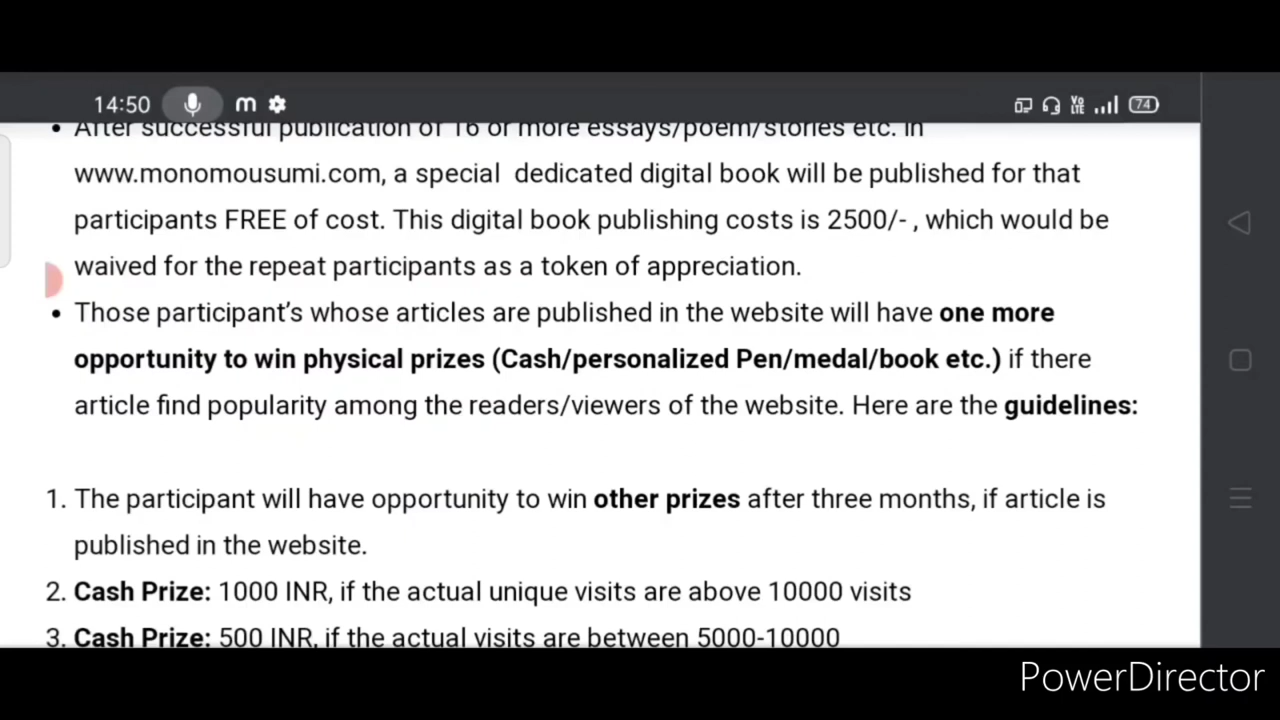 14:50 m Vo LTE 74
• After successful publication of 16 or more essays/poem/stories etc. in
www.monomousumi.com, a special dedicated digital book will be published for that
participants FREE of cost. This digital book publishing costs is 2500/- , which would be
waived for the repeat participants as a token of appreciation.
• Those participant’s whose articles are published in the website will have one more
opportunity to win physical prizes (Cash/personalized Pen/medal/book etc.) if there
article find popularity among the readers/viewers of the website. Here are the guidelines:
1. The participant will have opportunity to win other prizes after three months, if article is
published in the website.
2. Cash Prize: 1000 INR, if the actual unique visits are above 10000 visits
3. Cash Prize: 500 INR, if the actual visits are between 5000-10000
PowerDirector